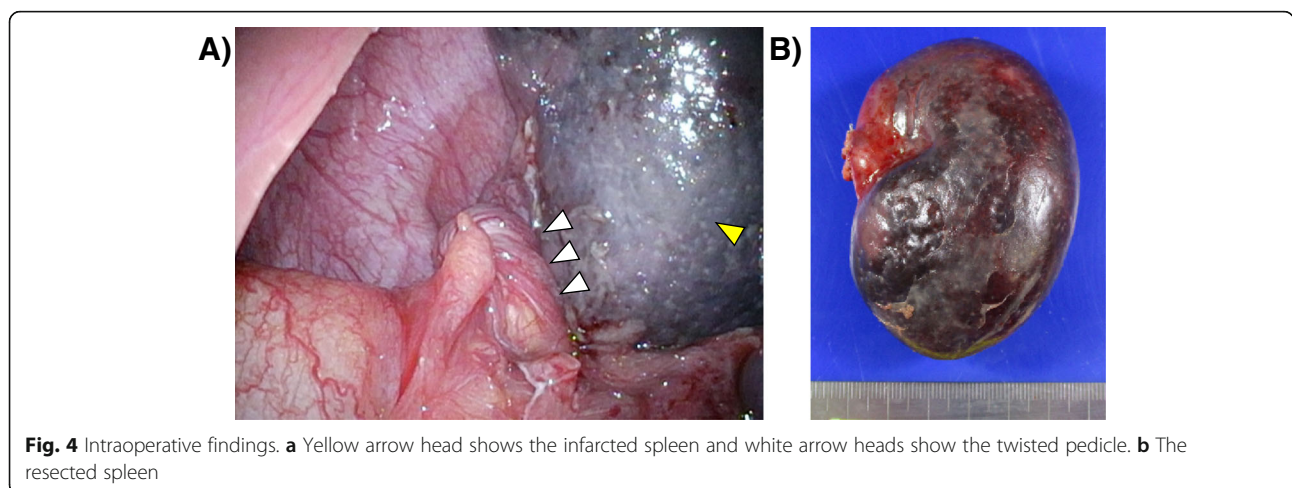 A)
B)
Fig. 4 Intraoperative findings. a Yellow arrow head shows the infarcted spleen and white arrow heads show the twisted pedicle. b The
resected spleen